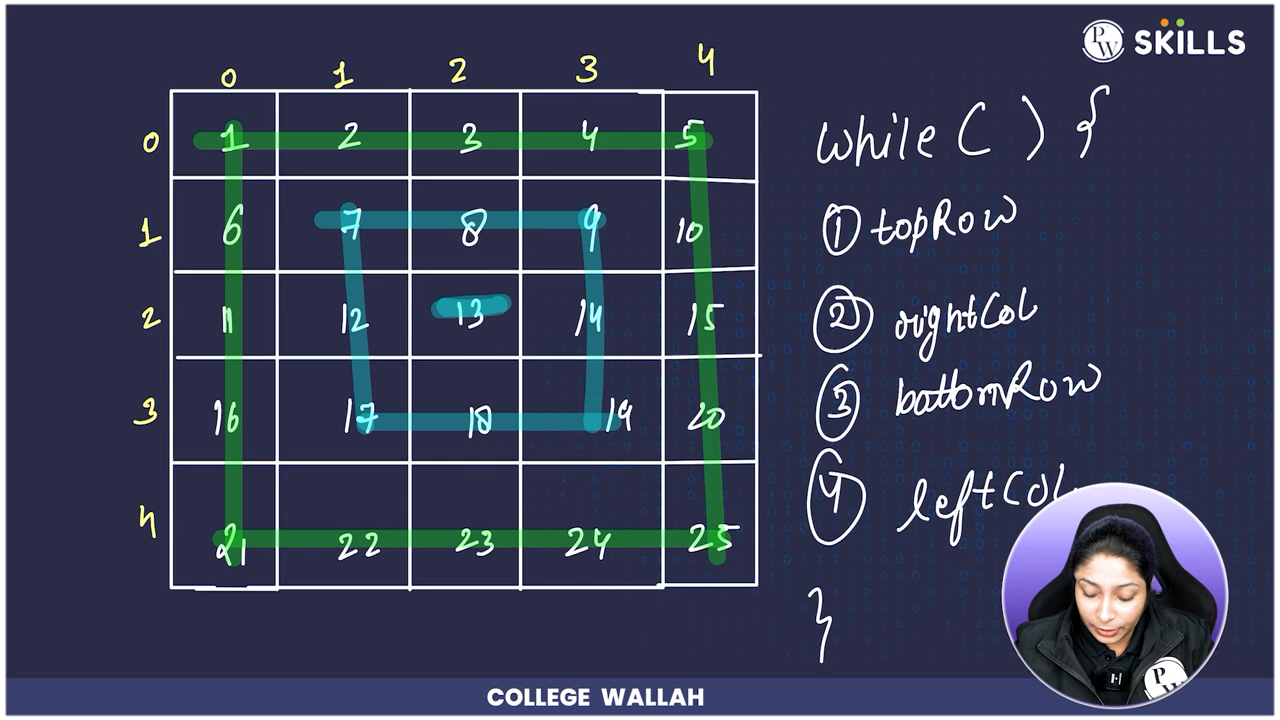 PW SKILLS
0 1 2 3 4
0 1 2 3 4 5
1 6 7 8 9 10
2 11 12 13 14 15
3 16 17 18 19 20
4 21 22 23 24 25
while ( ) {
① topRow
② rightCol
③ bottomRow
④ leftCol
}
PW
COLLEGE WALLAH